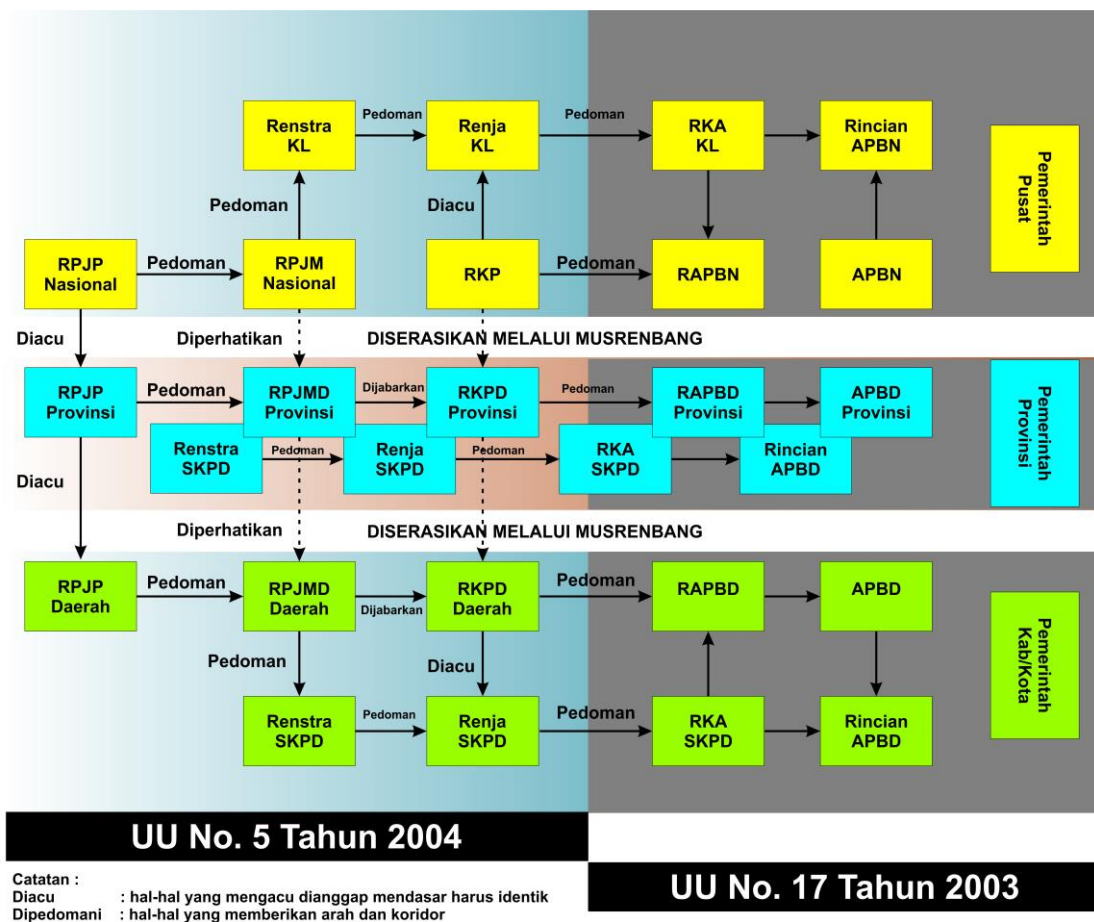 Pedoman
Pedoman
Renstra
KL
Renja
KL
RKA
KL
Rincian
APBN
Pemerintah
Pusat
Pedoman
Diacu
RPJP
Nasional
Pedoman
RPJM
Nasional
RKP
Pedoman
RAPBN
APBN
Diacu
Diperhatikan
DISERASIKAN MELALUI MUSRENBANG
RPJP
Provinsi
Pedoman
RPJMD
Provinsi
Dijabarkan
RKPD
Provinsi
Pedoman
RAPBD
Provinsi
APBD
Provinsi
Pemerintah
Provinsi
Renstra
SKPD
Pedoman
Renja
SKPD
Pedoman
RKA
SKPD
Rincian
APBD
Diacu
Diperhatikan
DISERASIKAN MELALUI MUSRENBANG
RPJP
Daerah
Pedoman
RPJMD
Daerah
Dijabarkan
RKPD
Daerah
Pedoman
RAPBD
APBD
Pemerintah
Kab/Kota
Pedoman
Diacu
Renstra
SKPD
Pedoman
Renja
SKPD
Pedoman
RKA
SKPD
Rincian
APBD
UU No. 5 Tahun 2004
UU No. 17 Tahun 2003
Catatan :
Diacu : hal-hal yang mengacu dianggap mendasar harus identik
Dipedomani : hal-hal yang memberikan arah dan koridor